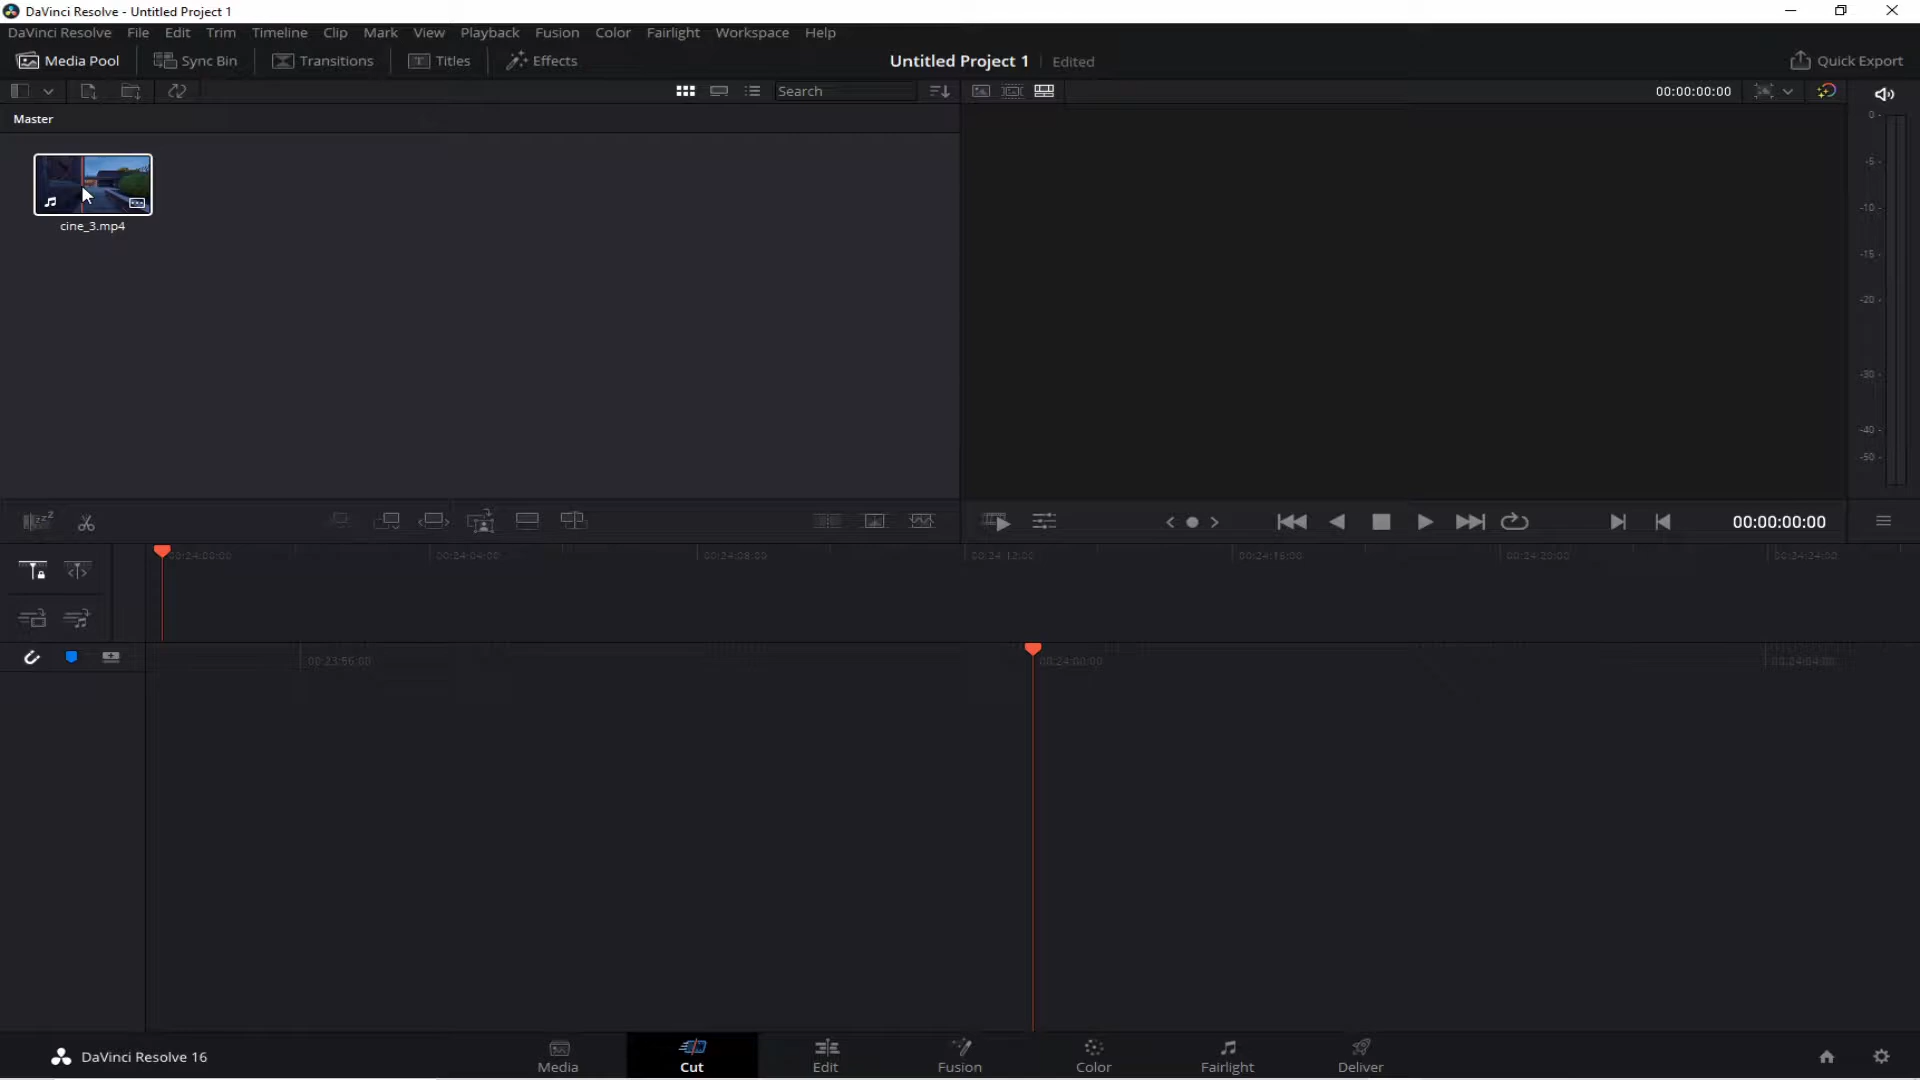 DaVinci Resolve - Untitled Project 1
DaVinci Resolve File Edit Trim Timeline Clip Mark View Playback Fusion Color Fairlight Workspace Help
Media Pool Sync Bin Transitions Titles Effects Untitled Project 1 Edited Quick Export
Search 00:00:00:00
Master
0
-5
-10
-15
-20
-30
-40
-50
cine_3.mp4
00:00:00:00
00:24:00:00 00:24:04:00 00:24:08:00 00:24:12:00 00:24:16:00 00:24:20:00 00:24:24:00
00:23:56:00 00:24:00:00 00:24:04:00
DaVinci Resolve 16 Media Cut Edit Fusion Color Fairlight Deliver